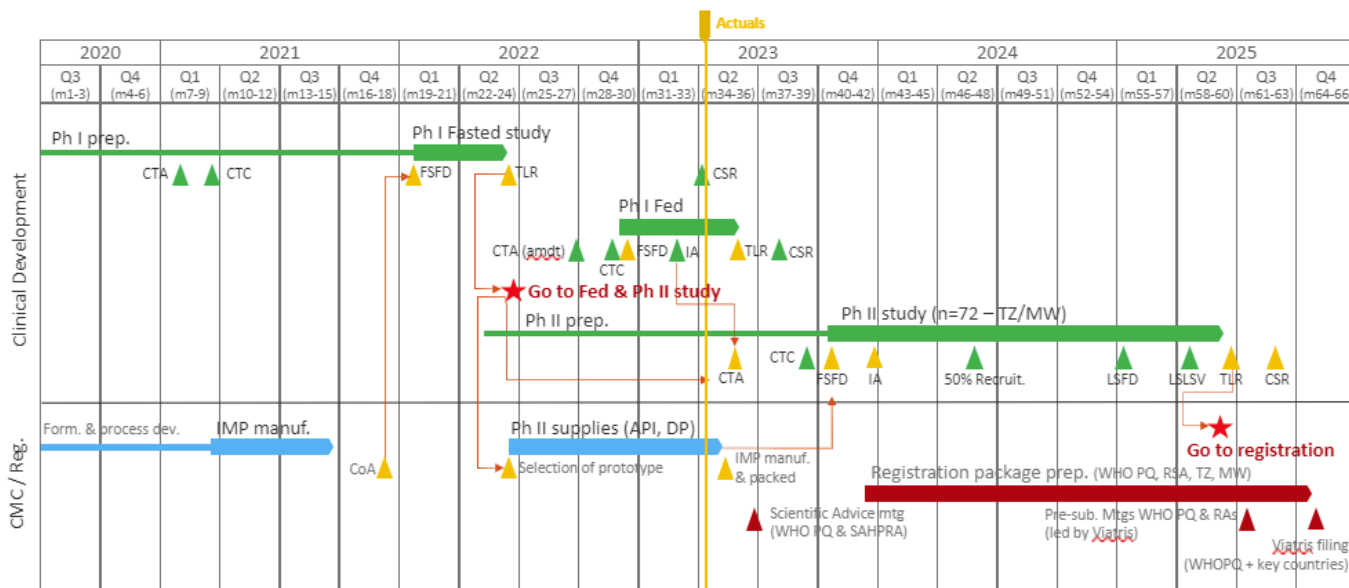 Actuals
2020 2021 2022 2023 2024 2025
Q3 Q4 Q1 Q2 Q3 Q4 Q1 Q2 Q3 Q4 Q1 Q2 Q3 Q4 Q1 Q2 Q3 Q4 Q1 Q2 Q3 Q4
(m1-3) (m4-6) (m7-9) (m10-12) (m13-15) (m16-18) (m19-21) (m22-24) (m25-27) (m28-30) (m31-33) (m34-36) (m37-39) (m40-42) (m43-45) (m46-48) (m49-51) (m52-54) (m55-57) (m58-60) (m61-63) (m64-66)
Clinical Development
Ph I prep.
Ph I Fasted study
CTA
CTC
FSFD
TLR
CSR
Ph I Fed
CTA (amdt)
CTC
FSFD
IA
TLR
CSR
Go to Fed & Ph II study
Ph II prep.
Ph II study (n=72 – TZ/MW)
CTA
CTC
FSFD
IA
50% Recruit.
LSFD
LSLSV
TLR
CSR
CMC / Reg.
Form. & process dev.
IMP manuf.
CoA
Ph II supplies (API, DP)
Selection of prototype
IMP manuf.
& packed
Go to registration
Registration package prep. (WHO PQ, RSA, TZ, MW)
Scientific Advice mtg
(WHO PQ & SAHPRA)
Pre-sub. Mtgs WHO PQ & RAs
(led by Viatris)
Viatris filing
(WHOPQ + key countries)